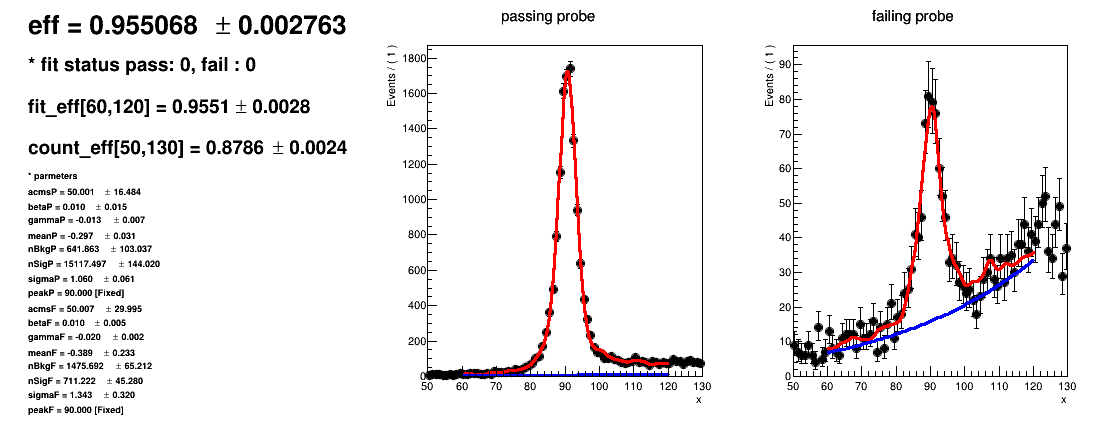 eff = 0.955068 ± 0.002763
* fit status pass: 0, fail : 0
fit_eff[60,120] = 0.9551 ± 0.0028
count_eff[50,130] = 0.8786 ± 0.0024
* parmeters
acmsP = 50.001 ± 16.484
betaP = 0.010 ± 0.015
gammaP = -0.013 ± 0.007
meanP = -0.297 ± 0.031
nBkgP = 641.863 ± 103.037
nSigP = 15117.497 ± 144.020
sigmaP = 1.060 ± 0.061
peakP = 90.000 [Fixed]
acmsF = 50.007 ± 29.995
betaF = 0.010 ± 0.005
gammaF = -0.020 ± 0.002
meanF = -0.389 ± 0.233
nBkgF = 1475.692 ± 65.212
nSigF = 711.222 ± 45.280
sigmaF = 1.343 ± 0.320
peakF = 90.000 [Fixed]
passing probe
Events / ( 1 )
1800
1600
1400
1200
1000
800
600
400
200
0
50 60 70 80 90 100 110 120 130
x
failing probe
Events / ( 1 )
90
80
70
60
50
40
30
20
10
0
50 60 70 80 90 100 110 120 130
x